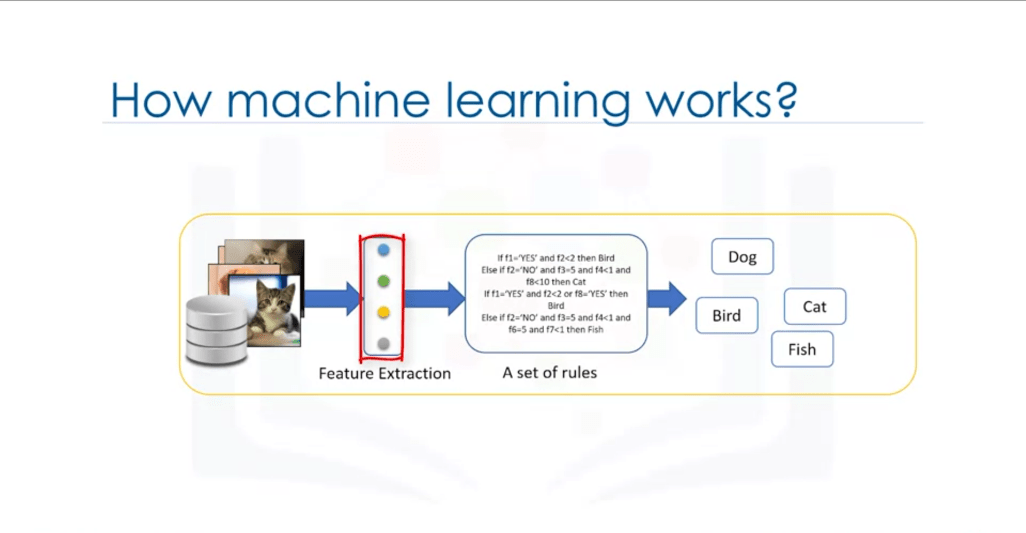 How machine learning works?
If f1='YES' and f2<2 then Bird
Else if f2='NO' and f3=5 and f4<1 and
f8<10 then Cat
If f1='YES' and f2<2 or f8='YES' then
Bird
Else if f2='NO' and f3=5 and f4<1 and
f6=5 and f7<1 then Fish
Feature Extraction
A set of rules
Dog
Bird
Cat
Fish